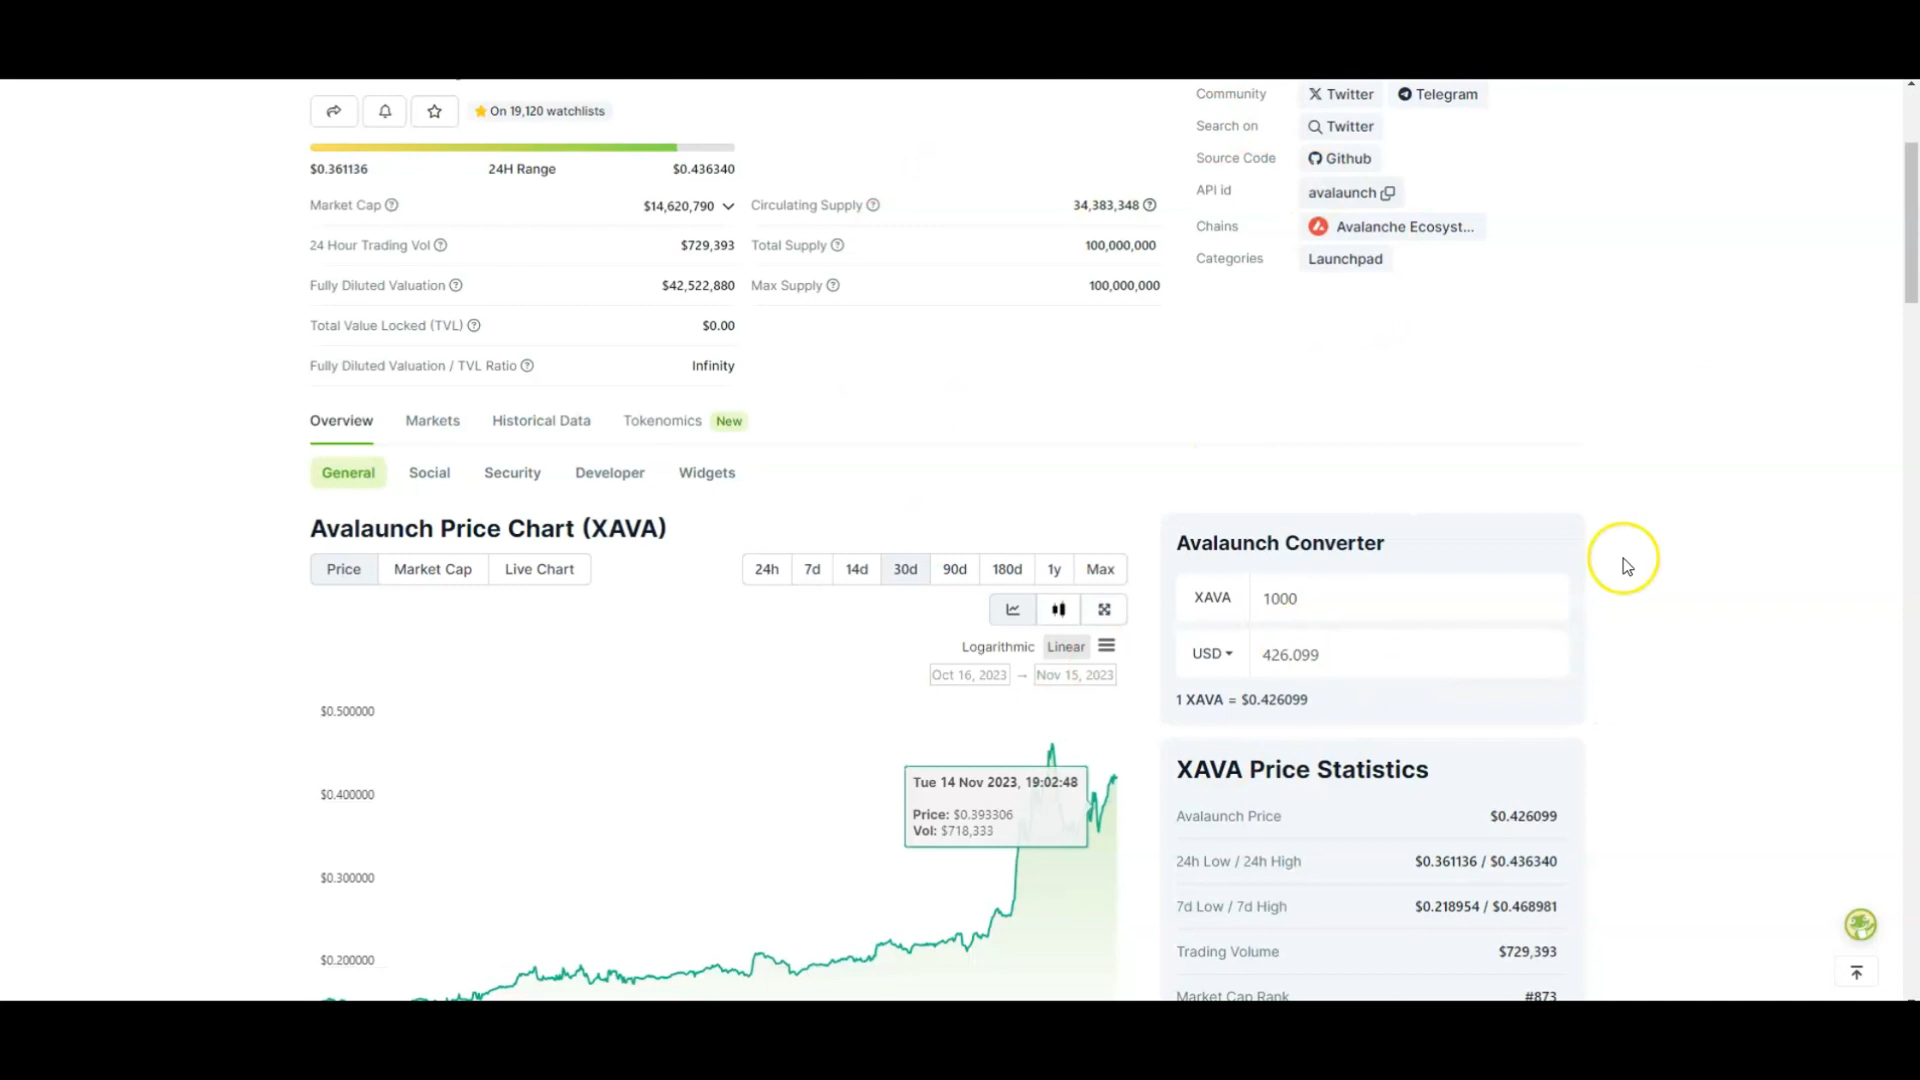 On 19,120 watchlists
$0.361136 24H Range $0.436340
Market Cap $14,620,790
24 Hour Trading Vol $729,393
Fully Diluted Valuation $42,522,880
Total Value Locked (TVL) $0.00
Fully Diluted Valuation / TVL Ratio Infinity
Circulating Supply 34,383,348
Total Supply 100,000,000
Max Supply 100,000,000
Community Twitter Telegram
Search on Twitter
Source Code Github
API id avalaunch
Chains Avalanche Ecosyst...
Categories Launchpad
Overview Markets Historical Data Tokenomics New
General Social Security Developer Widgets
Avalaunch Price Chart (XAVA)
Price Market Cap Live Chart
24h 7d 14d 30d 90d 180d 1y Max
Logarithmic Linear
Oct 16, 2023 → Nov 15, 2023
$0.500000
$0.400000
$0.300000
$0.200000
Tue 14 Nov 2023, 19:02:48
Price: $0.393306
Vol: $718,333
Avalaunch Converter
XAVA 1000
USD 426.099
1 XAVA = $0.426099
XAVA Price Statistics
Avalaunch Price $0.426099
24h Low / 24h High $0.361136 / $0.436340
7d Low / 7d High $0.218954 / $0.468981
Trading Volume $729,393
Market Cap Rank #873